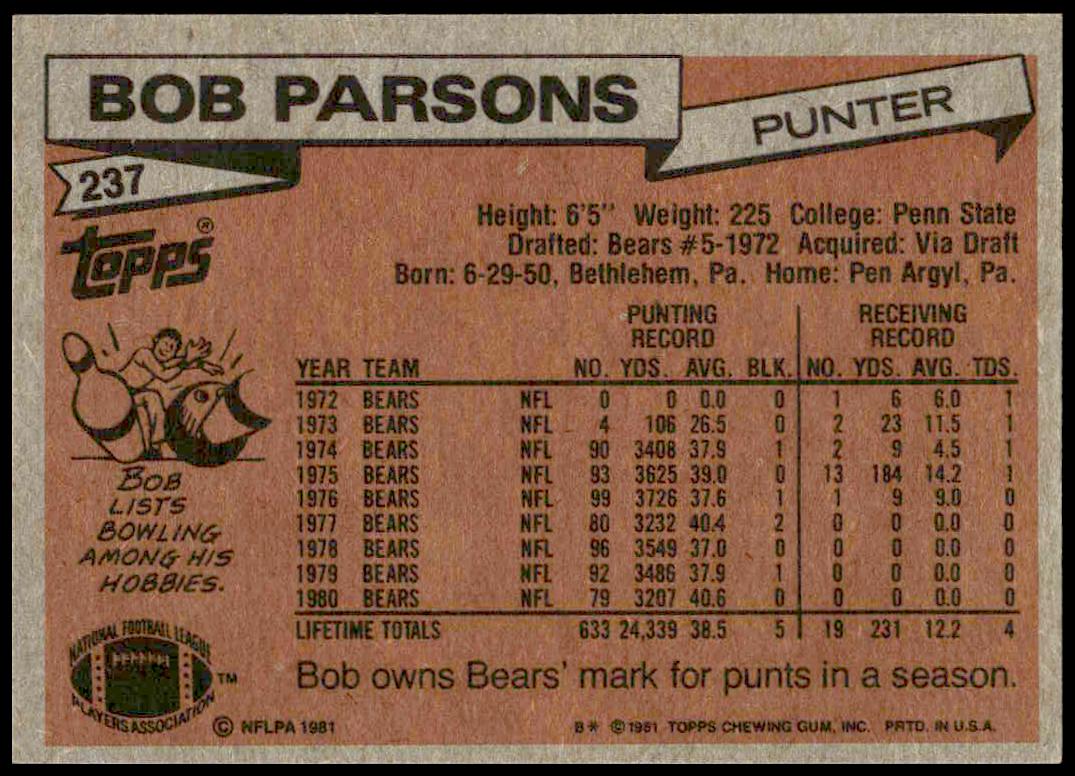 BOB PARSONS
PUNTER
237
topps®
Height: 6'5" Weight: 225 College: Penn State
Drafted: Bears #5-1972 Acquired: Via Draft
Born: 6-29-50, Bethlehem, Pa. Home: Pen Argyl, Pa.
PUNTING RECORD RECEIVING RECORD
YEAR TEAM NO. YDS. AVG. BLK. NO. YDS. AVG. TDS.
1972 BEARS NFL 0 0 0.0 0 1 6 6.0 1
1973 BEARS NFL 4 106 26.5 0 2 23 11.5 1
1974 BEARS NFL 90 3408 37.9 1 2 9 4.5 1
1975 BEARS NFL 93 3625 39.0 0 13 184 14.2 1
1976 BEARS NFL 99 3726 37.6 1 1 9 9.0 0
1977 BEARS NFL 80 3232 40.4 2 0 0 0.0 0
1978 BEARS NFL 96 3549 37.0 0 0 0 0.0 0
1979 BEARS NFL 92 3486 37.9 1 0 0 0.0 0
1980 BEARS NFL 79 3207 40.6 0 0 0 0.0 0
LIFETIME TOTALS 633 24,339 38.5 5 19 231 12.2 4
BOB
LISTS
BOWLING
AMONG HIS
HOBBIES.
Bob owns Bears' mark for punts in a season.
NATIONAL FOOTBALL LEAGUE
PLAYERS ASSOCIATION
TM
© NFLPA 1981
B* ©1981 TOPPS CHEWING GUM, INC. PRTD. IN U.S.A.